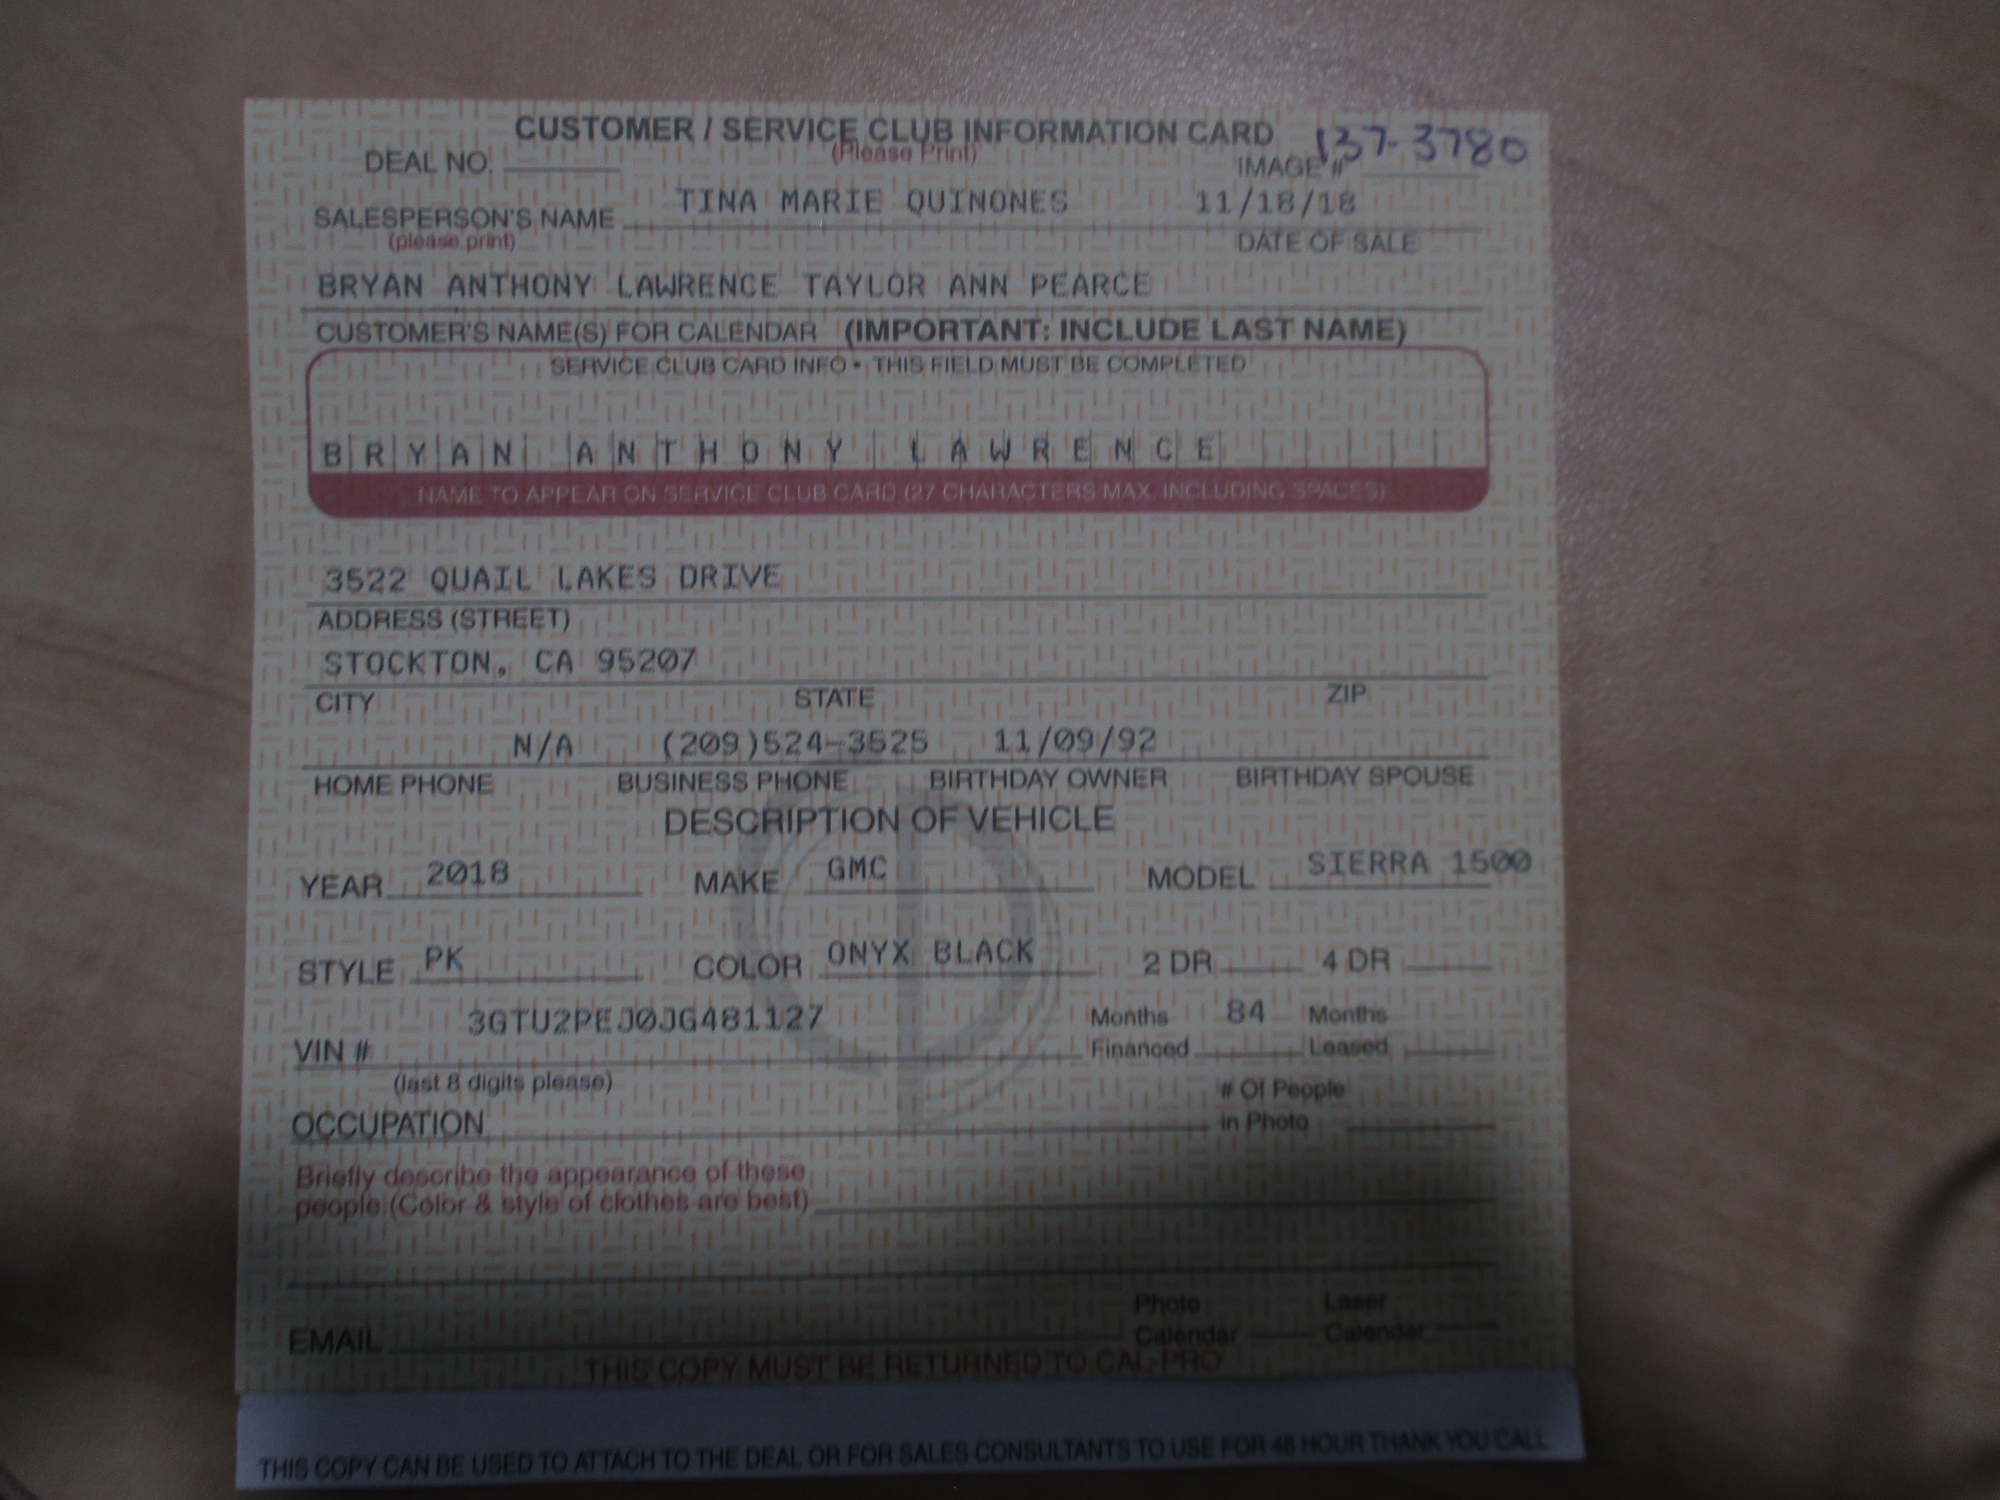 CUSTOMER / SERVICE CLUB INFORMATION CARD
(Please Print)
137-3780
DEAL NO.
IMAGE #
TINA MARIE QUINONES 11/18/18
SALESPERSON'S NAME
(please print)
DATE OF SALE
BRYAN ANTHONY LAWRENCE TAYLOR ANN PEARCE
CUSTOMER'S NAME(S) FOR CALENDAR (IMPORTANT: INCLUDE LAST NAME)
SERVICE CLUB CARD INFO • THIS FIELD MUST BE COMPLETED
BRYAN ANTHONY LAWRENCE
NAME TO APPEAR ON SERVICE CLUB CARD (27 CHARACTERS MAX. INCLUDING SPACES)
3522 QUAIL LAKES DRIVE
ADDRESS (STREET)
STOCKTON, CA 95207
CITY STATE ZIP
N/A (209)524-3525 11/09/92
HOME PHONE BUSINESS PHONE BIRTHDAY OWNER BIRTHDAY SPOUSE
DESCRIPTION OF VEHICLE
YEAR 2018 MAKE GMC MODEL SIERRA 1500
STYLE PK COLOR ONYX BLACK 2 DR 4 DR
3GTU2PEJ0JG481127 Months 84 Months
VIN # Financed Leased
(last 8 digits please)
# Of People
OCCUPATION in Photo
Briefly describe the appearance of these
people.(Color & style of clothes are best)
Photo Laser
EMAIL Calendar Calendar
THIS COPY MUST BE RETURNED TO CAL-PRO
THIS COPY CAN BE USED TO ATTACH TO THE DEAL OR FOR SALES CONSULTANTS TO USE FOR 48 HOUR THANK YOU CALL